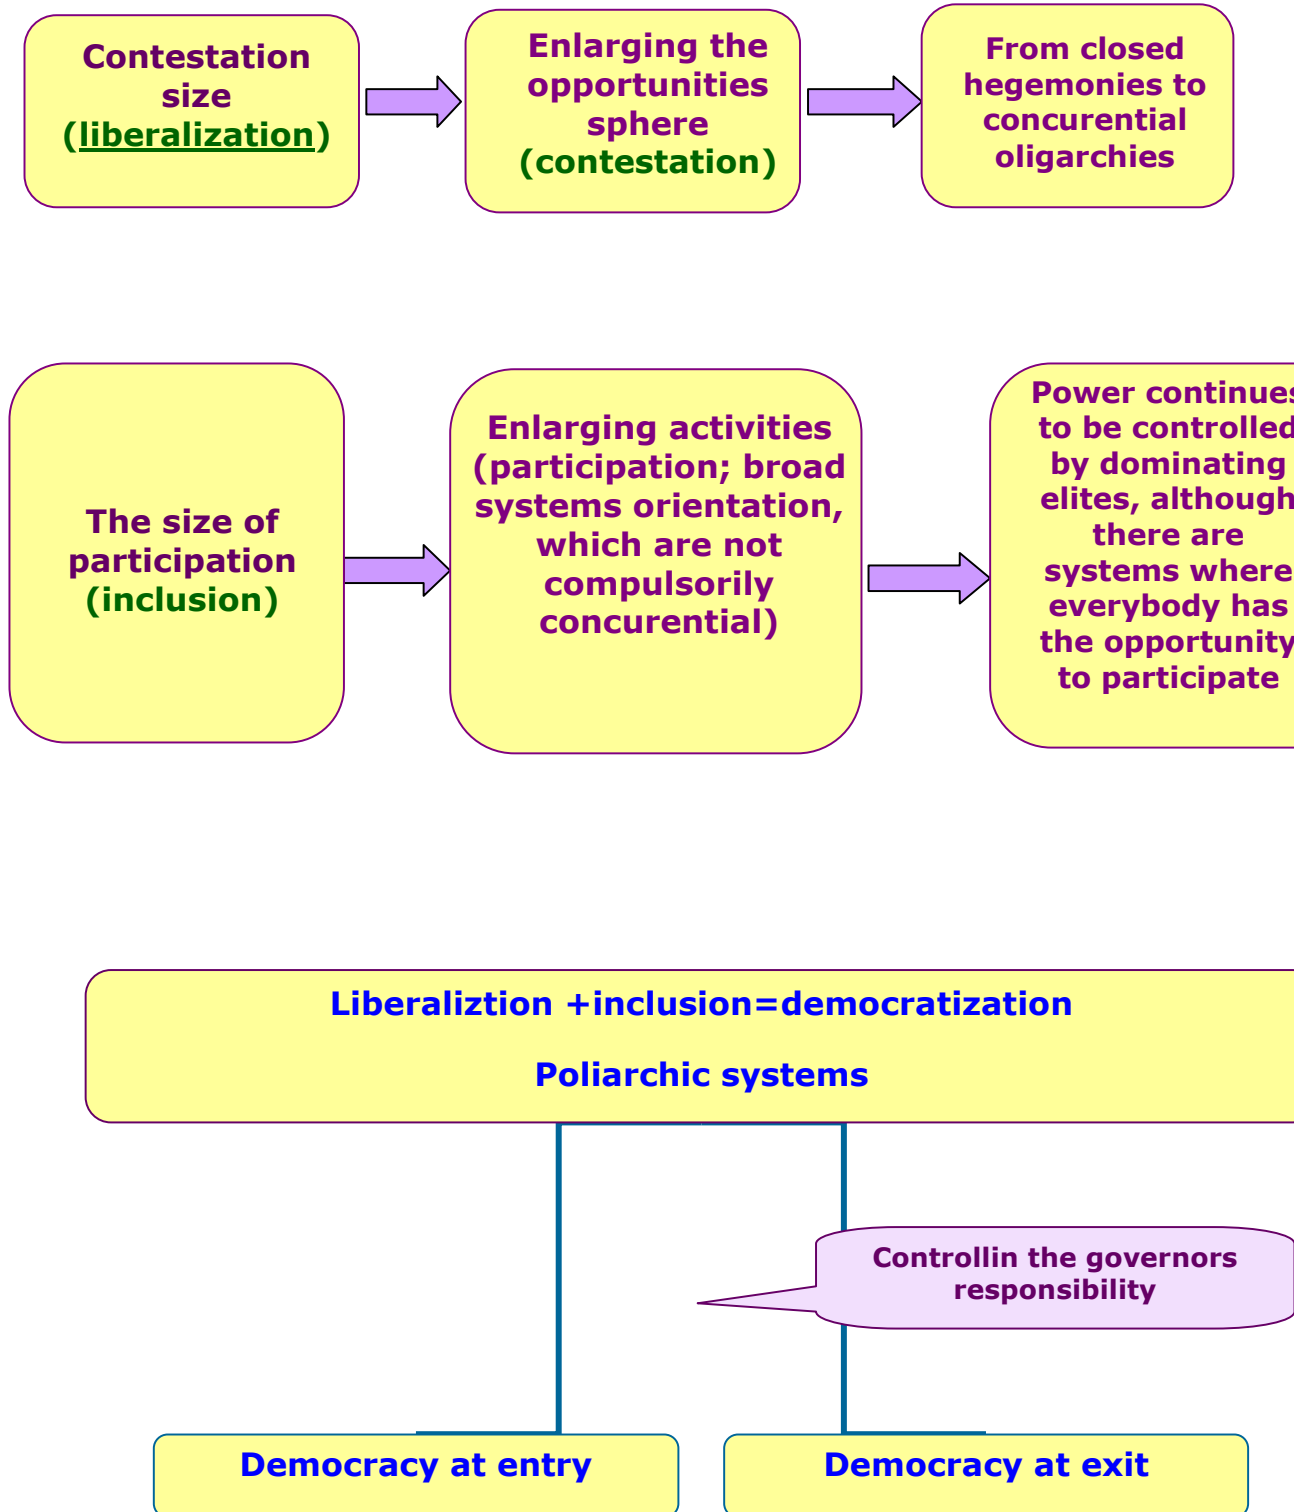 Contestation
size
(liberalization)
Enlarging the
opportunities
sphere
(contestation)
From closed
hegemonies to
concurential
oligarchies
The size of
participation
(inclusion)
Enlarging activities
(participation; broad
systems orientation,
which are not
compulsorily
concurential)
Power continues
to be controlled
by dominating
elites, although
there are
systems where
everybody has
the opportunity
to participate
Liberaliztion +inclusion=democratization
Poliarchic systems
Controllin the governors
responsibility
Democracy at entry
Democracy at exit